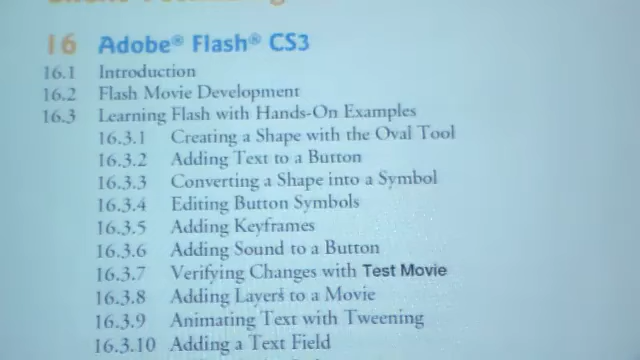 16 Adobe® Flash® CS3
16.1 Introduction
16.2 Flash Movie Development
16.3 Learning Flash with Hands-On Examples
16.3.1 Creating a Shape with the Oval Tool
16.3.2 Adding Text to a Button
16.3.3 Converting a Shape into a Symbol
16.3.4 Editing Button Symbols
16.3.5 Adding Keyframes
16.3.6 Adding Sound to a Button
16.3.7 Verifying Changes with Test Movie
16.3.8 Adding Layers to a Movie
16.3.9 Animating Text with Tweening
16.3.10 Adding a Text Field